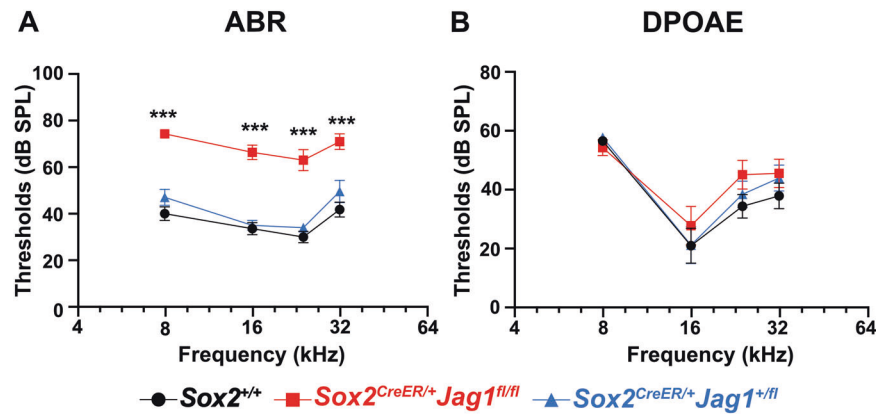 A ABR B DPOAE
Thresholds (dB SPL)
100
80
60
40
20
0
*** *** *** ***
4 8 16 32 64
Frequency (kHz)
Thresholds (dB SPL)
80
60
40
20
0
4 8 16 32 64
Frequency (kHz)
Sox2+/+ Sox2CreER/+Jag1fl/fl Sox2CreER/+Jag1+/fl